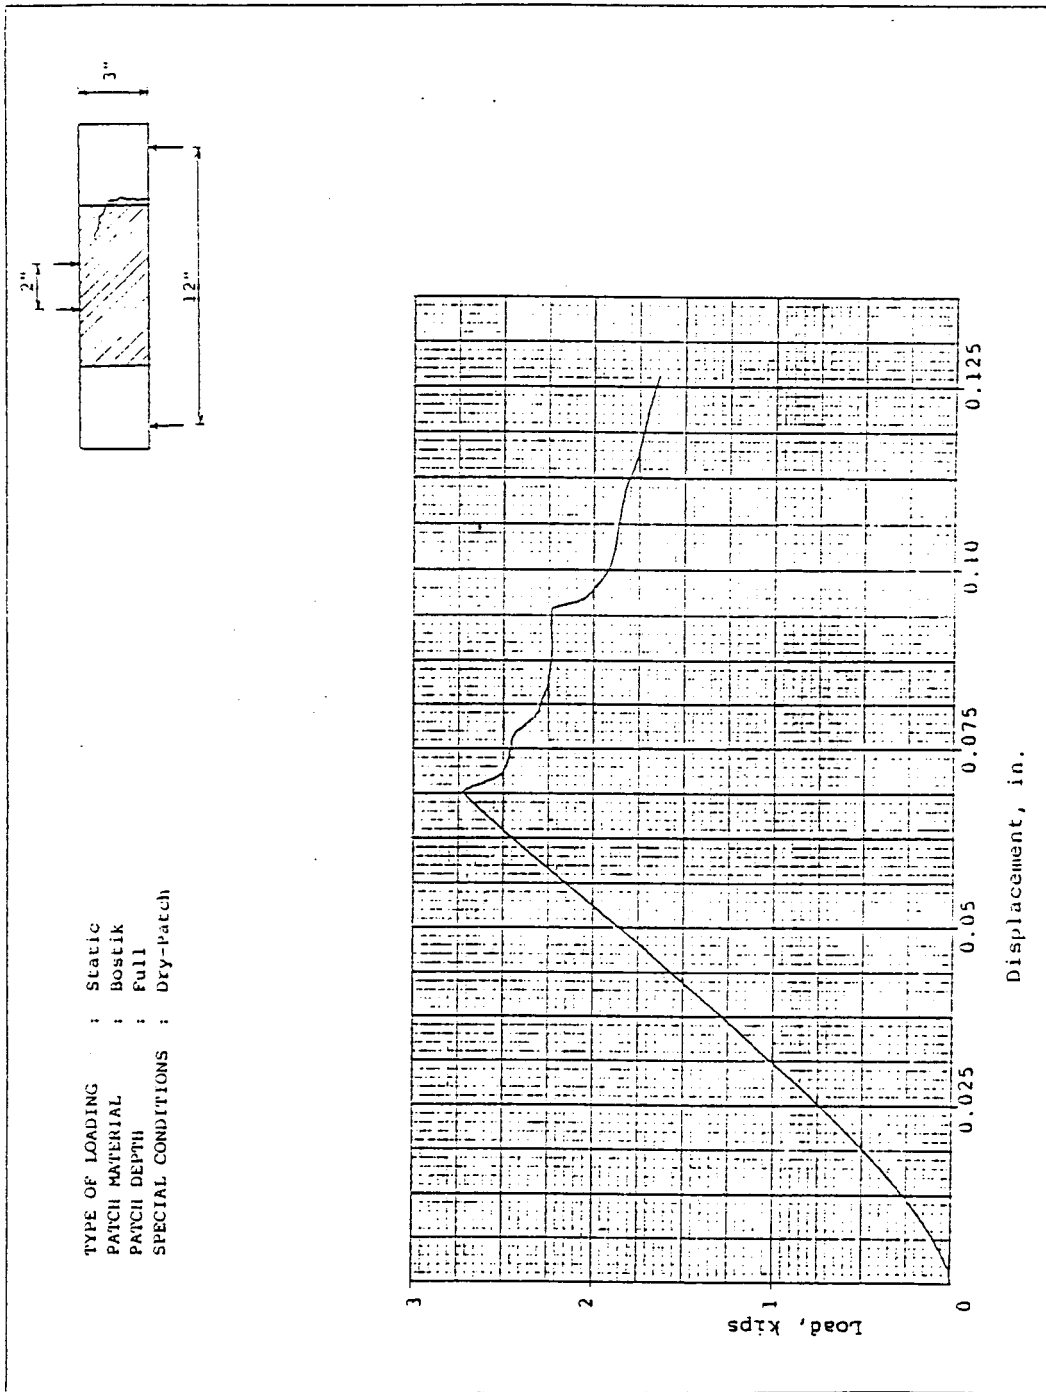 TYPE OF LOADING : Static
PATCH MATERIAL : Bostik
PATCH DEPTH : Full
SPECIAL CONDITIONS : Dry-Patch
2"
3"
12"
Load, kips
3
2
1
0
0.025
0.05
0.075
0.10
0.125
Displacement, in.